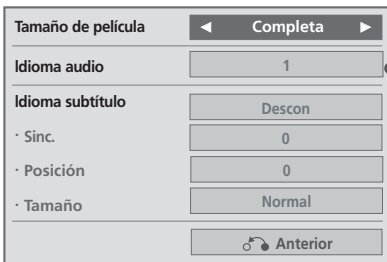 Tamaño de película ◄ Completa ►
Idioma audio 1
Idioma subtítulo Descon
· Sinc. 0
· Posición 0
· Tamaño Normal
Anterior